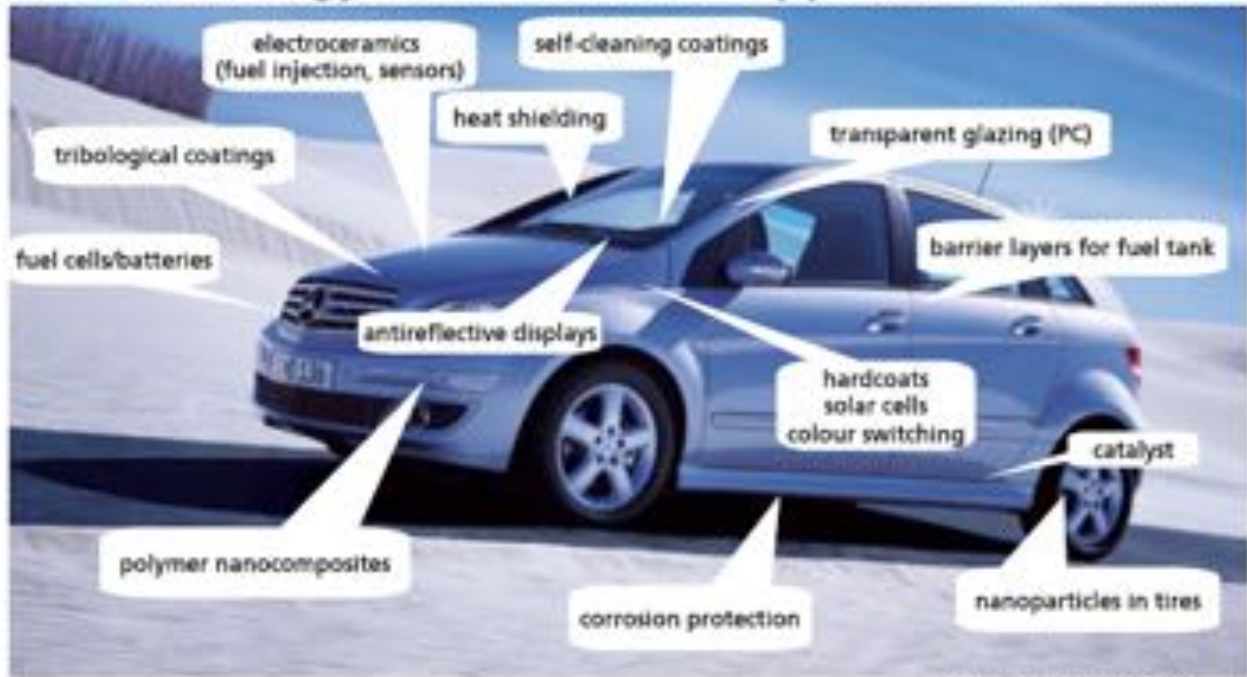 electroceramics
(fuel injection, sensors)
self-cleaning coatings
heat shielding
transparent glazing (PC)
tribological coatings
fuel cells/batteries
barrier layers for fuel tank
antireflective displays
hardcoats
solar cells
colour switching
catalyst
polymer nanocomposites
nanoparticles in tires
corrosion protection